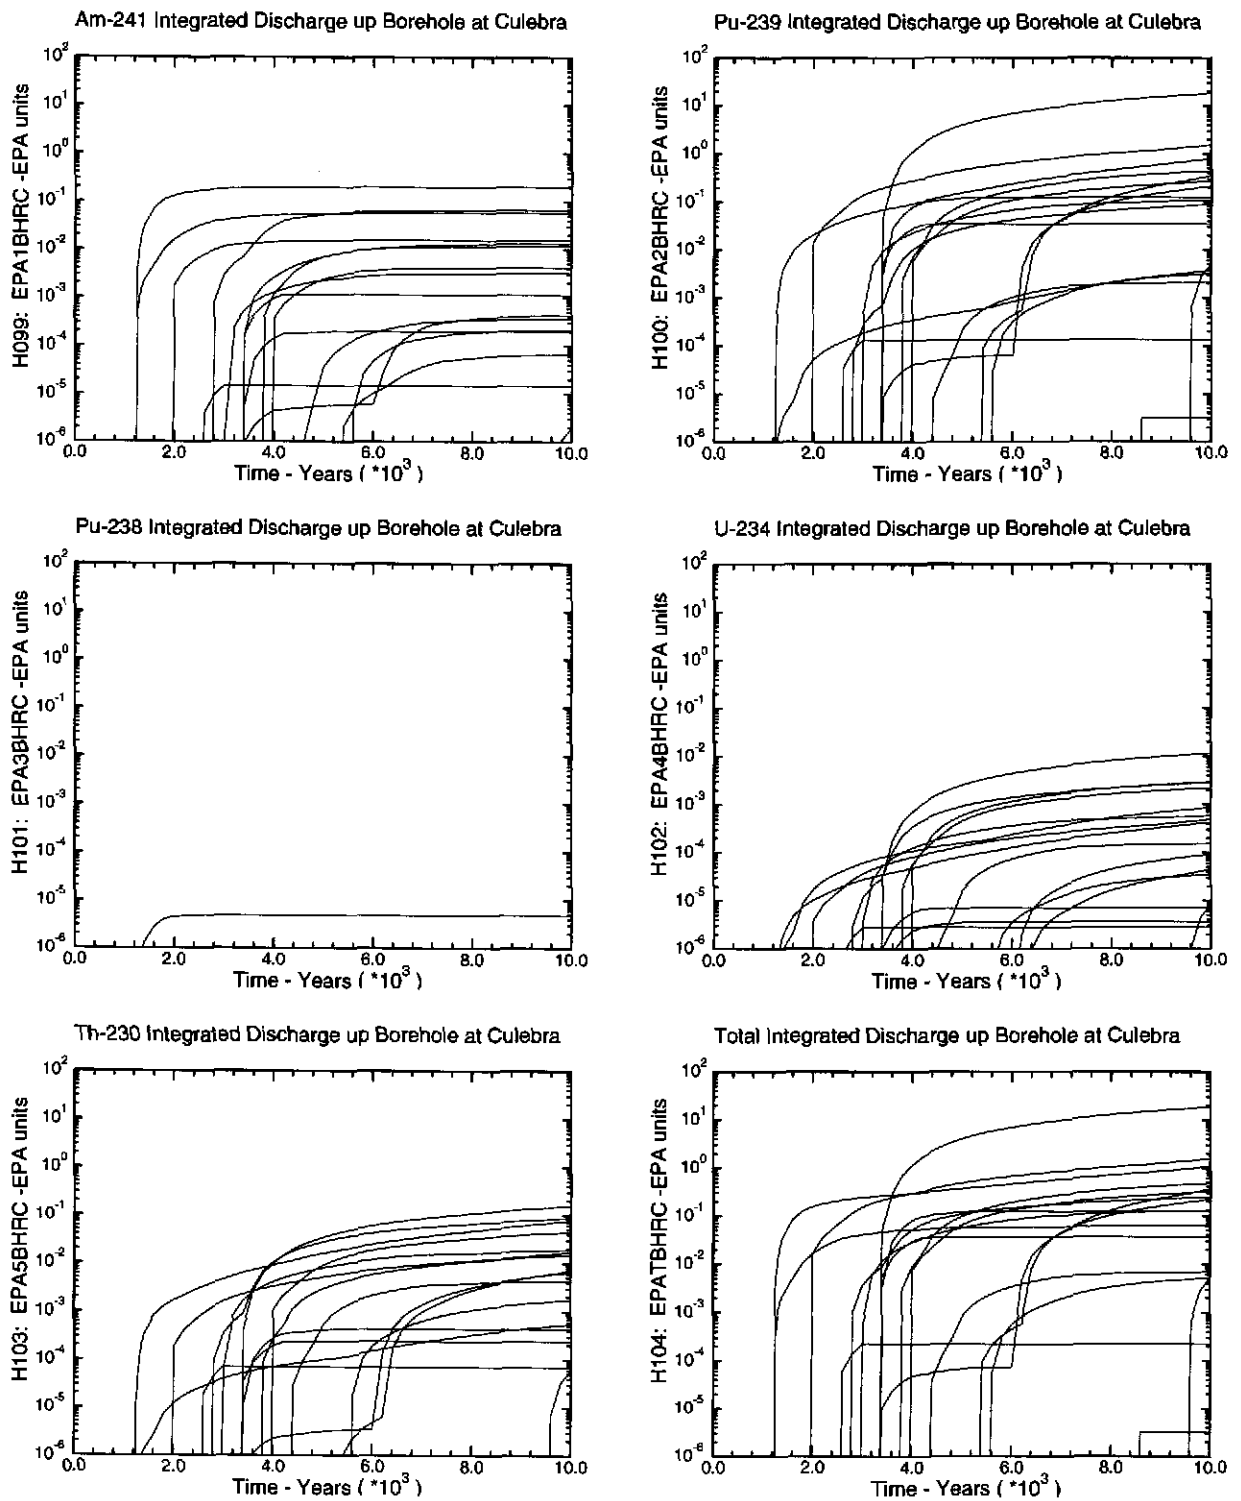 Am-241 Integrated Discharge up Borehole at Culebra
H099: EPA1BHRC -EPA units
10^2
10^1
10^0
10^-1
10^-2
10^-3
10^-4
10^-5
10^-6
0.0 2.0 4.0 6.0 8.0 10.0
Time - Years ( *10^3 )
Pu-239 Integrated Discharge up Borehole at Culebra
H100: EPA2BHRC -EPA units
10^2
10^1
10^0
10^-1
10^-2
10^-3
10^-4
10^-5
10^-6
0.0 2.0 4.0 6.0 8.0 10.0
Time - Years ( *10^3 )
Pu-238 Integrated Discharge up Borehole at Culebra
H101: EPA3BHRC -EPA units
10^2
10^1
10^0
10^-1
10^-2
10^-3
10^-4
10^-5
10^-6
0.0 2.0 4.0 6.0 8.0 10.0
Time - Years ( *10^3 )
U-234 Integrated Discharge up Borehole at Culebra
H102: EPA4BHRC -EPA units
10^2
10^1
10^0
10^-1
10^-2
10^-3
10^-4
10^-5
10^-6
0.0 2.0 4.0 6.0 8.0 10.0
Time - Years ( *10^3 )
Th-230 Integrated Discharge up Borehole at Culebra
H103: EPA5BHRC -EPA units
10^2
10^1
10^0
10^-1
10^-2
10^-3
10^-4
10^-5
10^-6
0.0 2.0 4.0 6.0 8.0 10.0
Time - Years ( *10^3 )
Total Integrated Discharge up Borehole at Culebra
H104: EPATBHRC -EPA units
10^2
10^1
10^0
10^-1
10^-2
10^-3
10^-4
10^-5
10^-6
0.0 2.0 4.0 6.0 8.0 10.0
Time - Years ( *10^3 )